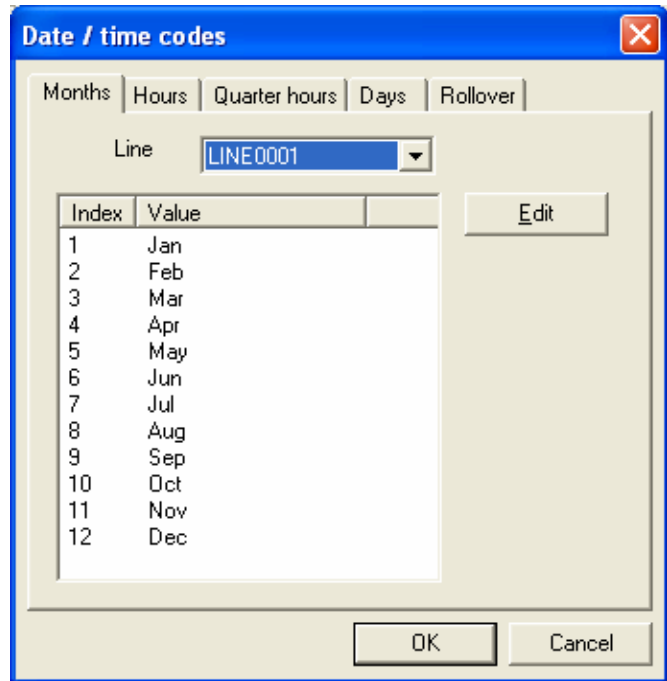 Date / time codes
Months Hours Quarter hours Days Rollover
Line LINE0001
Index Value
Edit
1 Jan
2 Feb
3 Mar
4 Apr
5 May
6 Jun
7 Jul
8 Aug
9 Sep
10 Oct
11 Nov
12 Dec
OK Cancel